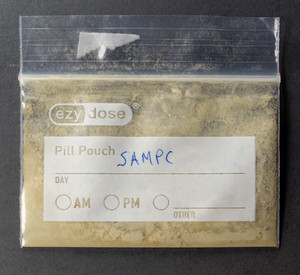 ezy dose®
Pill Pouch SAMPC
DAY
AM PM
OTHER